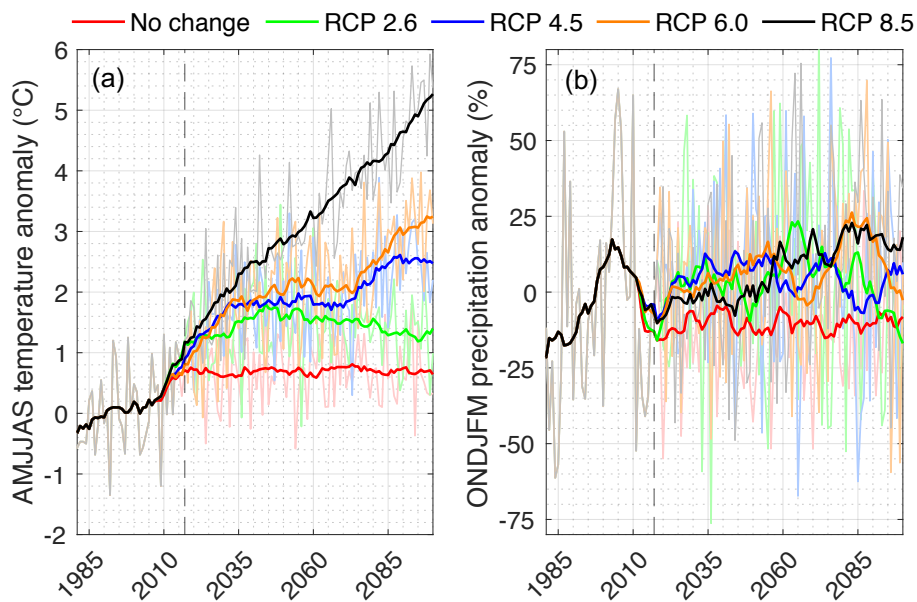 No change RCP 2.6 RCP 4.5 RCP 6.0 RCP 8.5
(a)
AMJJAS temperature anomaly (°C)
6
5
4
3
2
1
0
-1
-2
1985 2010 2035 2060 2085
(b)
ONDJFM precipitation anomaly (%)
75
50
25
0
-25
-50
-75
1985 2010 2035 2060 2085